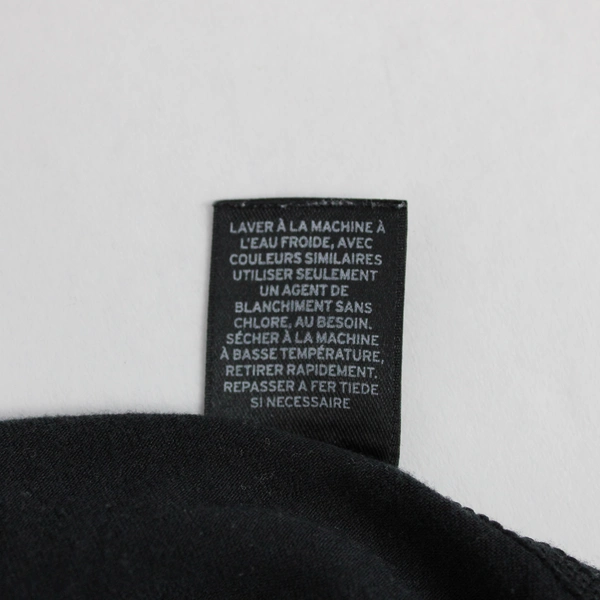 LAVER À LA MACHINE À
L'EAU FROIDE, AVEC
COULEURS SIMILAIRES
UTILISER SEULEMENT
UN AGENT DE
BLANCHIMENT SANS
CHLORE, AU BESOIN.
SÉCHER À LA MACHINE
À BASSE TEMPÉRATURE,
RETIRER RAPIDEMENT.
REPASSER A FER TIEDE
SI NECESSAIRE